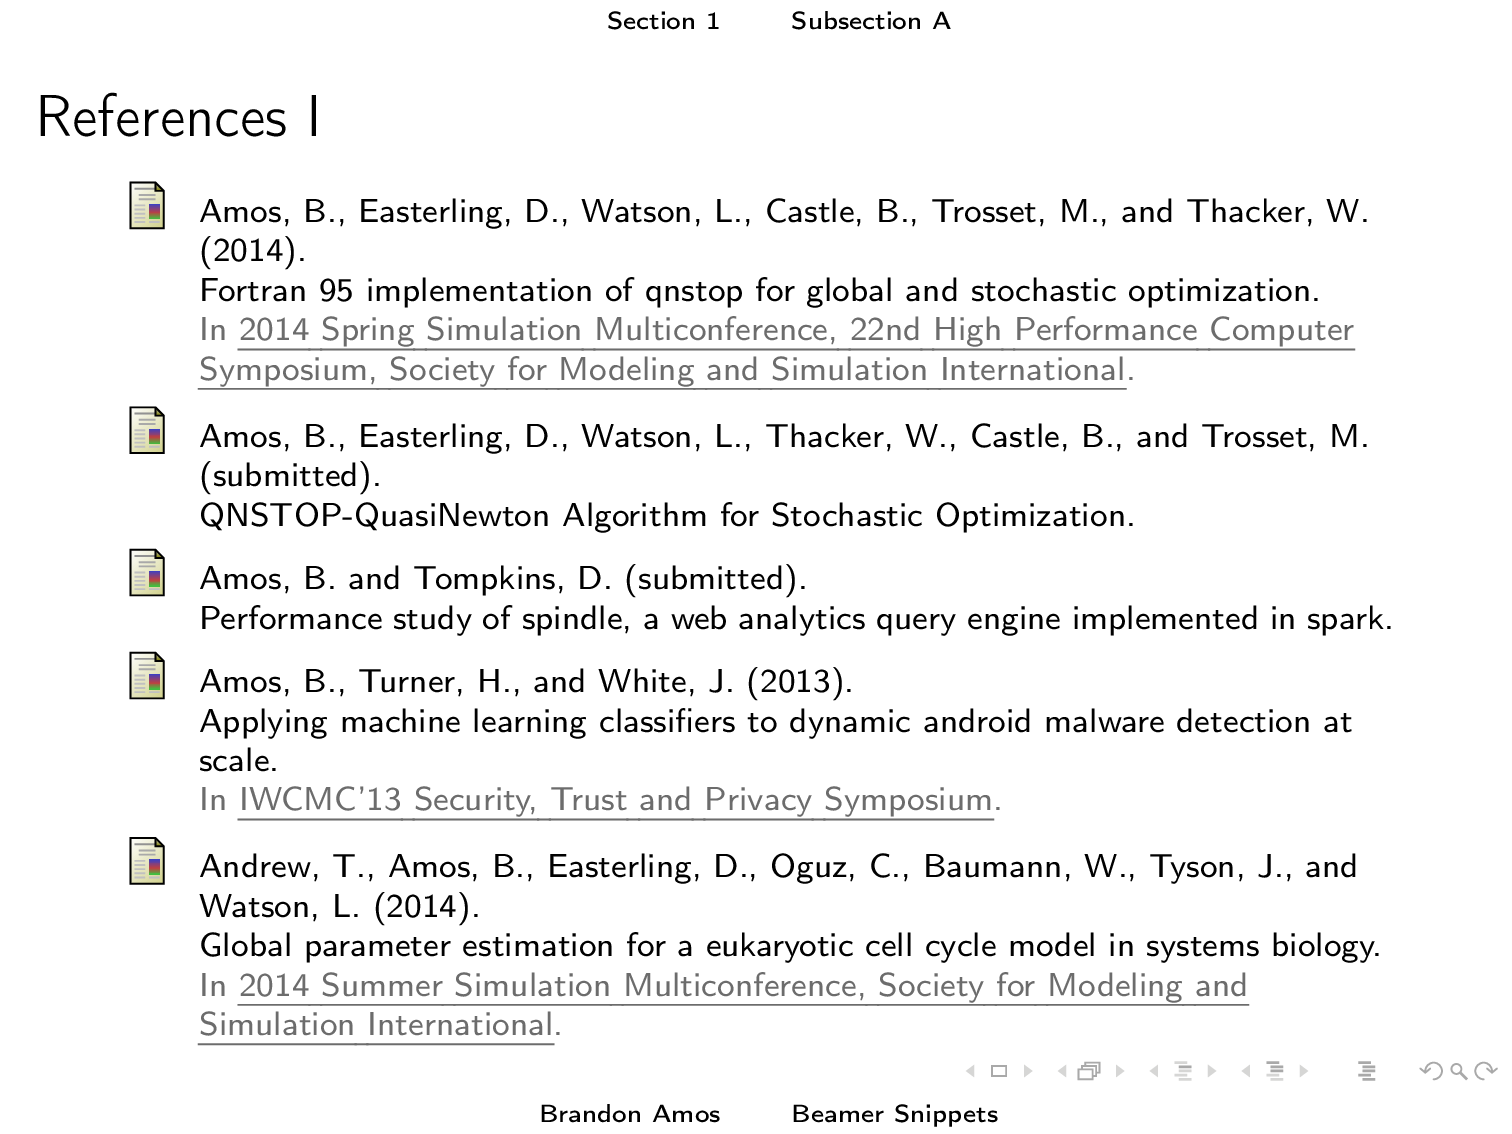 Section 1 Subsection A
References I
Amos, B., Easterling, D., Watson, L., Castle, B., Trosset, M., and Thacker, W.
(2014).
Fortran 95 implementation of qnstop for global and stochastic optimization.
In 2014 Spring Simulation Multiconference, 22nd High Performance Computer
Symposium, Society for Modeling and Simulation International.
Amos, B., Easterling, D., Watson, L., Thacker, W., Castle, B., and Trosset, M.
(submitted).
QNSTOP-QuasiNewton Algorithm for Stochastic Optimization.
Amos, B. and Tompkins, D. (submitted).
Performance study of spindle, a web analytics query engine implemented in spark.
Amos, B., Turner, H., and White, J. (2013).
Applying machine learning classifiers to dynamic android malware detection at
scale.
In IWCMC'13 Security, Trust and Privacy Symposium.
Andrew, T., Amos, B., Easterling, D., Oguz, C., Baumann, W., Tyson, J., and
Watson, L. (2014).
Global parameter estimation for a eukaryotic cell cycle model in systems biology.
In 2014 Summer Simulation Multiconference, Society for Modeling and
Simulation International.
Brandon Amos Beamer Snippets